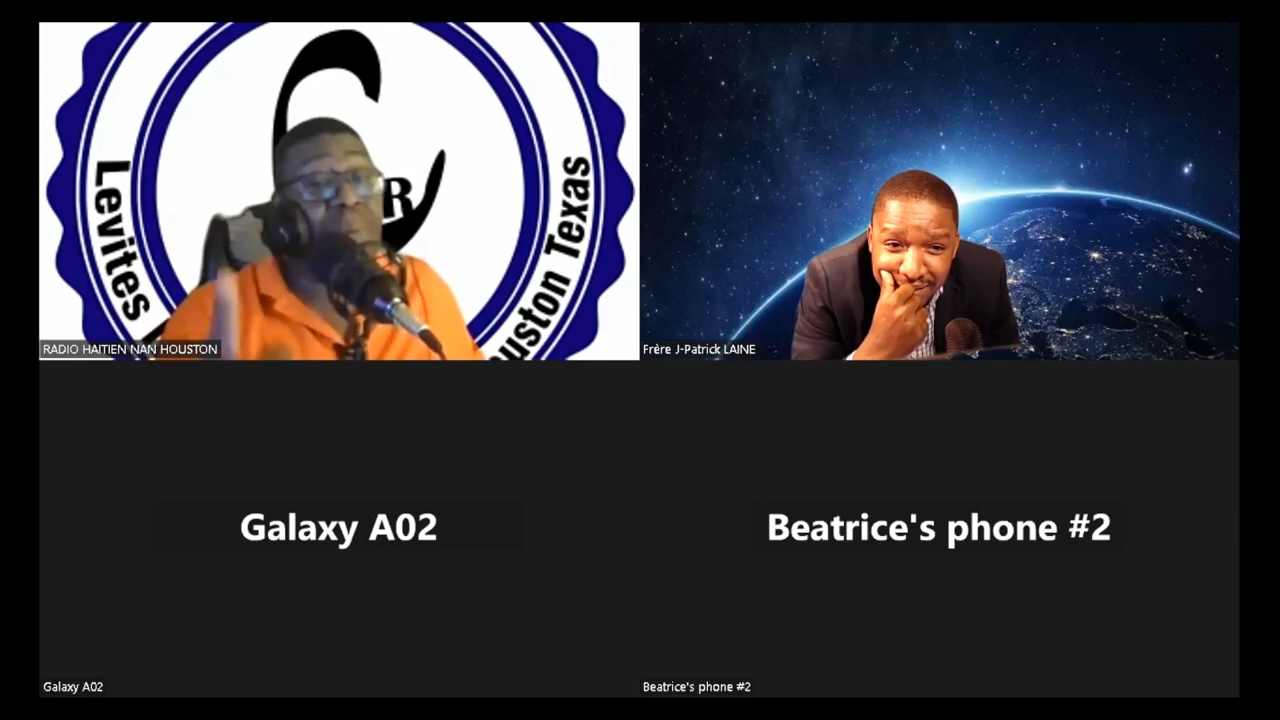 Levites
R
uston Texas
RADIO HAITIEN NAN HOUSTON
Frère J-Patrick LAINE
Galaxy A02
Beatrice's phone #2
Galaxy A02
Beatrice's phone #2